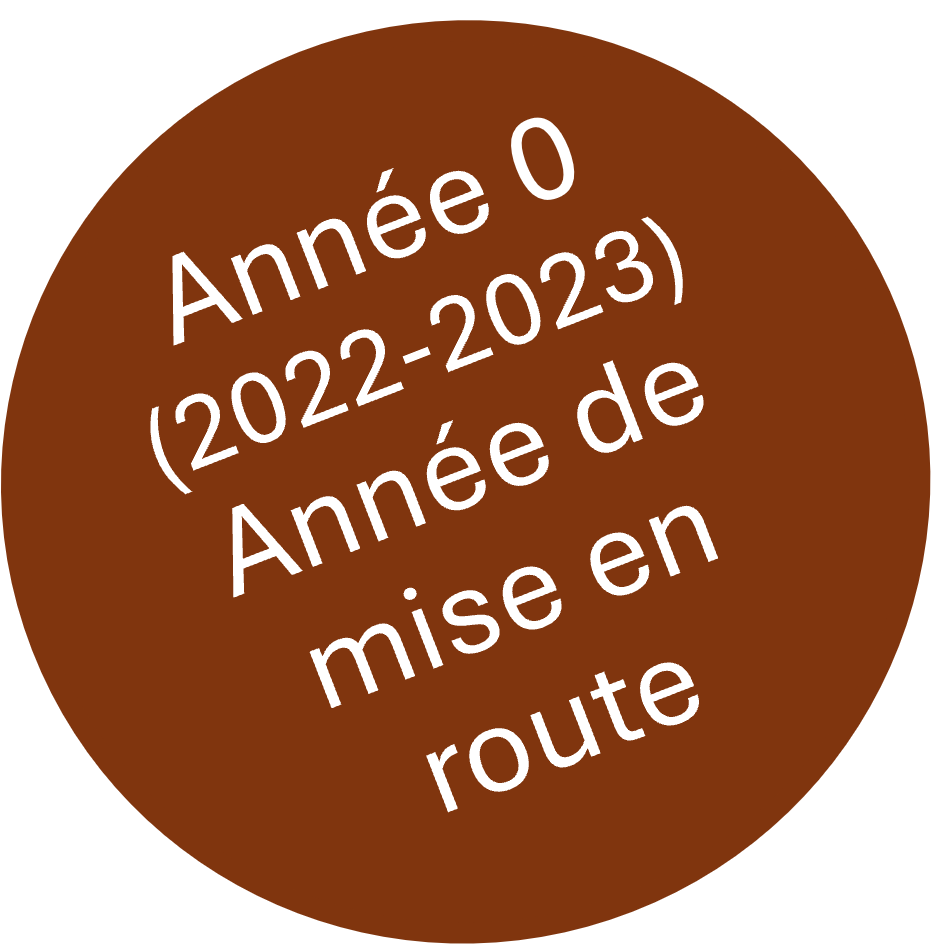 Année 0
(2022-2023)
Année de
mise en
route